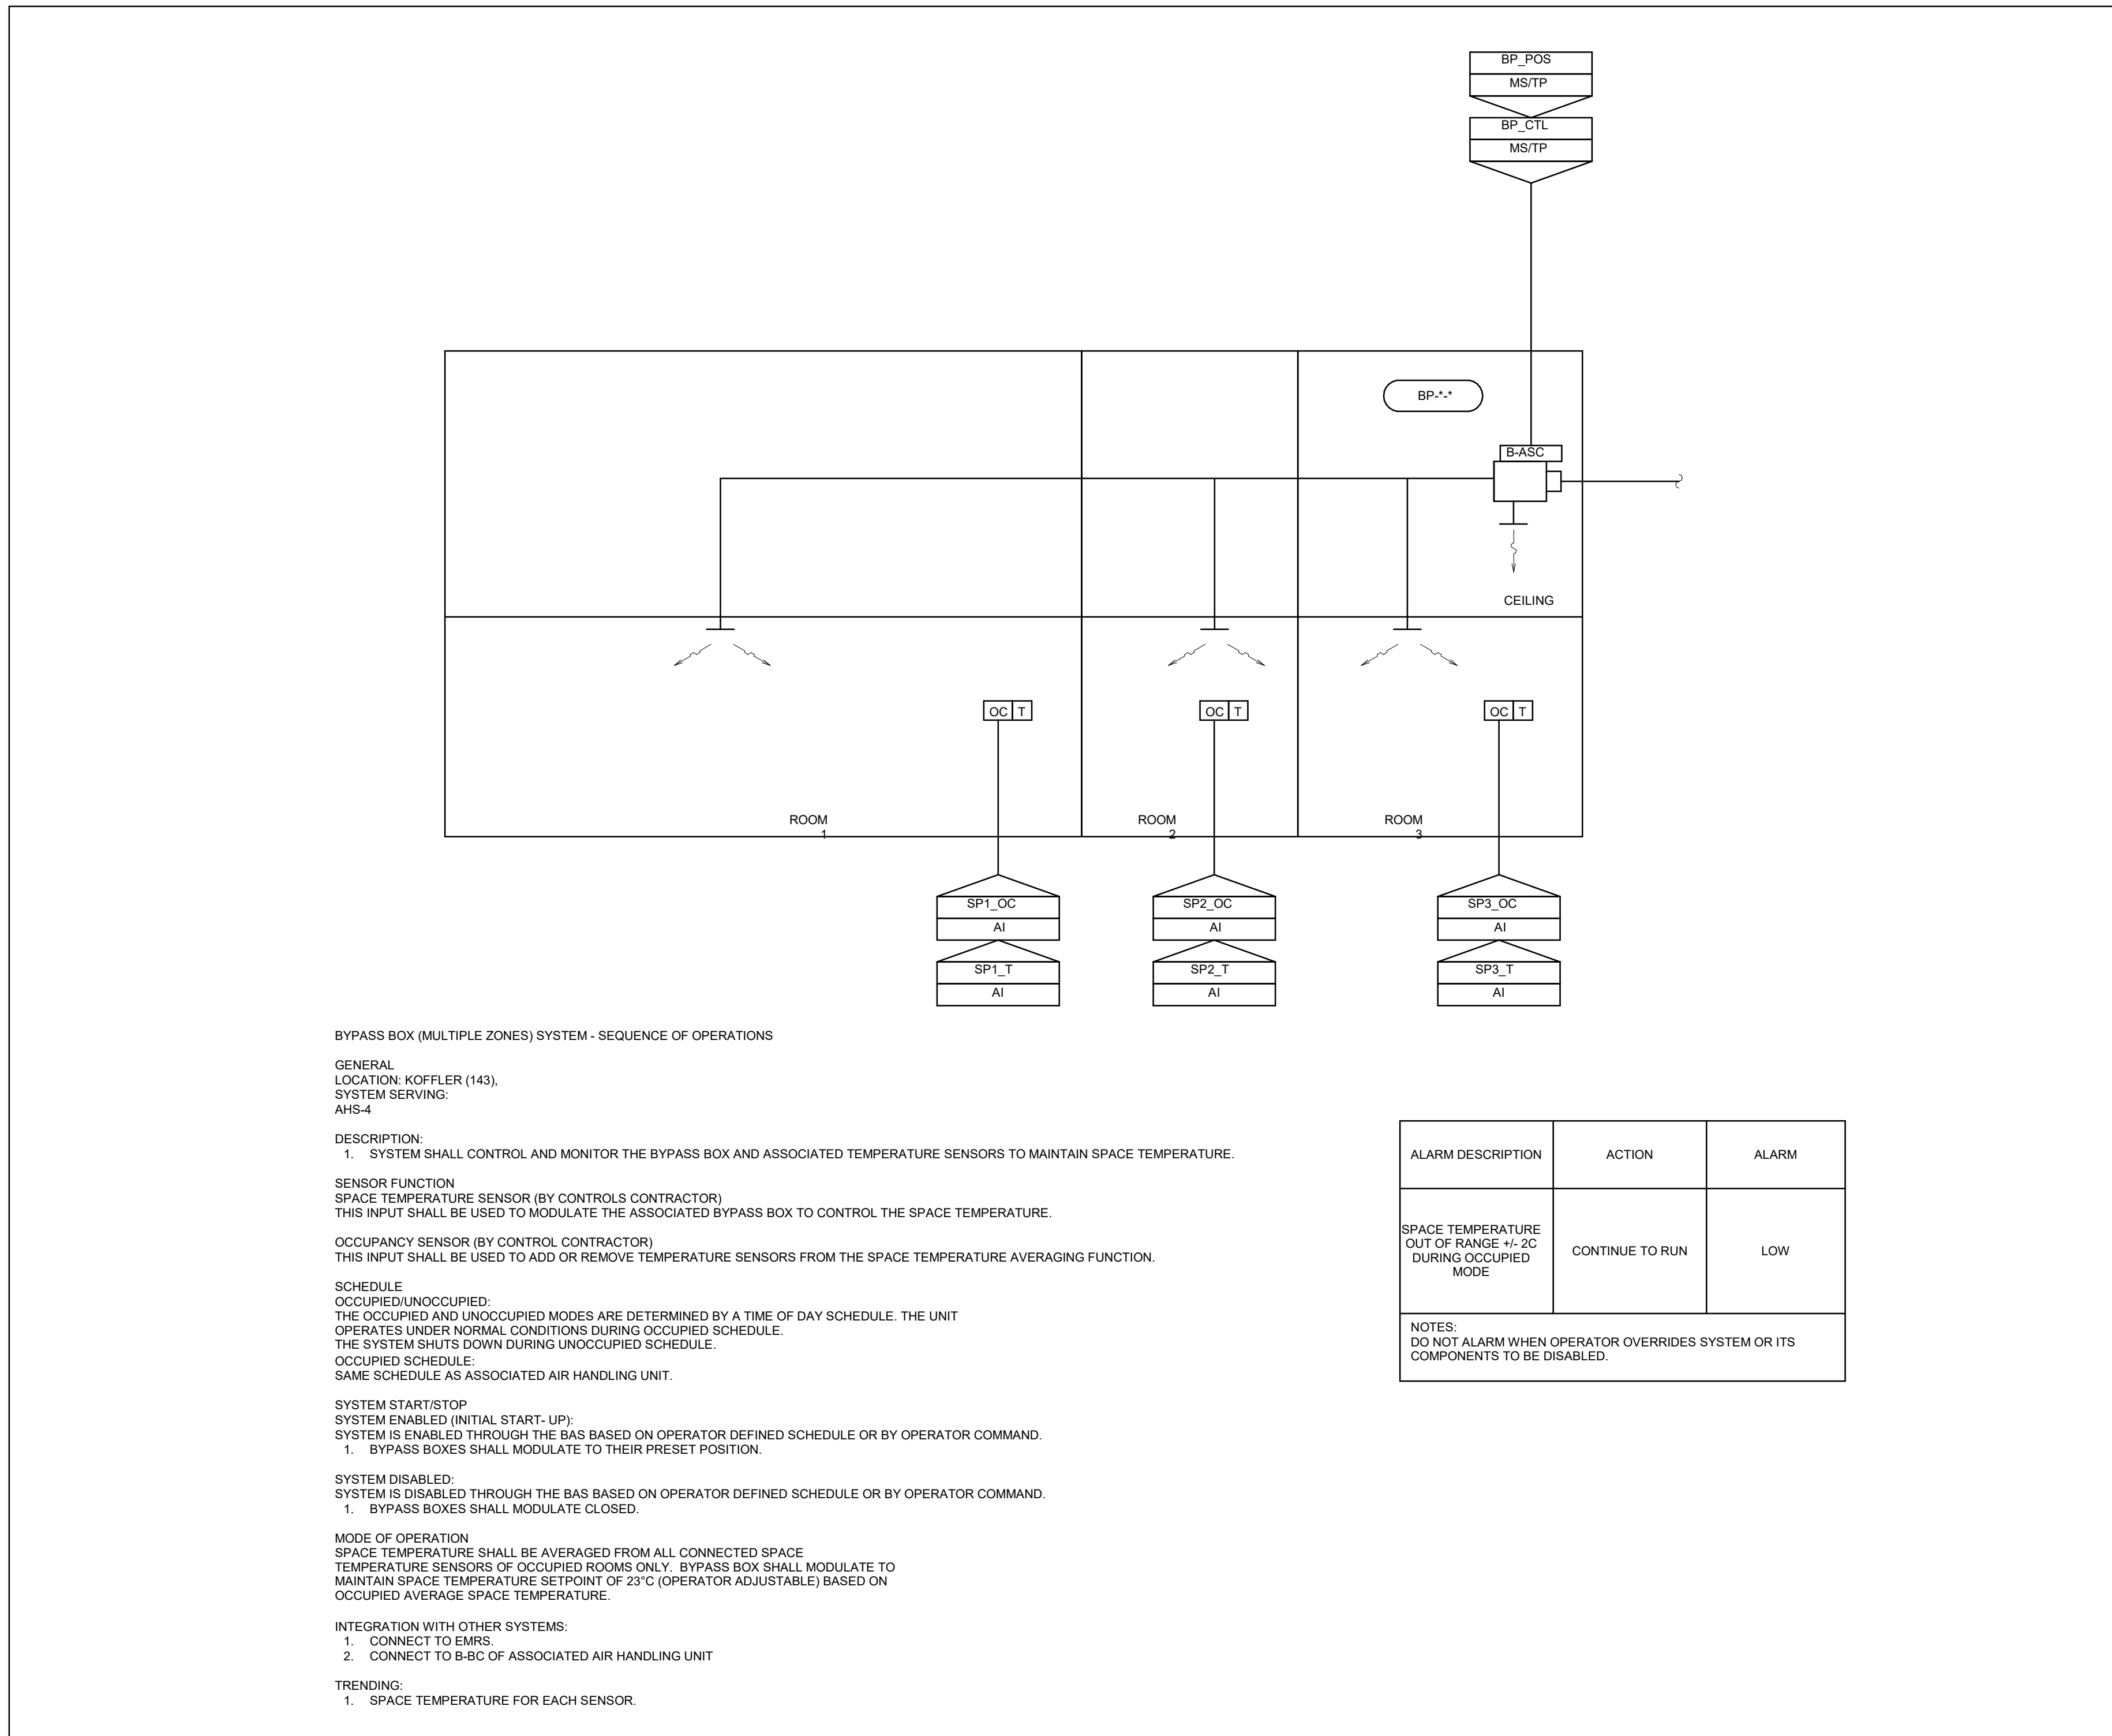 BP_POS
MS/TP
BP_CTL
MS/TP
BP-*-*
B-ASC
CEILING
OC T
OC T
OC T
ROOM
1
ROOM
2
ROOM
3
SP1_OC
AI
SP1_T
AI
SP2_OC
AI
SP2_T
AI
SP3_OC
AI
SP3_T
AI
BYPASS BOX (MULTIPLE ZONES) SYSTEM - SEQUENCE OF OPERATIONS
GENERAL
LOCATION: KOFFLER (143),
SYSTEM SERVING:
AHS-4
DESCRIPTION:
1. SYSTEM SHALL CONTROL AND MONITOR THE BYPASS BOX AND ASSOCIATED TEMPERATURE SENSORS TO MAINTAIN SPACE TEMPERATURE.
SENSOR FUNCTION
SPACE TEMPERATURE SENSOR (BY CONTROLS CONTRACTOR)
THIS INPUT SHALL BE USED TO MODULATE THE ASSOCIATED BYPASS BOX TO CONTROL THE SPACE TEMPERATURE.
OCCUPANCY SENSOR (BY CONTROL CONTRACTOR)
THIS INPUT SHALL BE USED TO ADD OR REMOVE TEMPERATURE SENSORS FROM THE SPACE TEMPERATURE AVERAGING FUNCTION.
SCHEDULE
OCCUPIED/UNOCCUPIED:
THE OCCUPIED AND UNOCCUPIED MODES ARE DETERMINED BY A TIME OF DAY SCHEDULE. THE UNIT
OPERATES UNDER NORMAL CONDITIONS DURING OCCUPIED SCHEDULE.
THE SYSTEM SHUTS DOWN DURING UNOCCUPIED SCHEDULE.
OCCUPIED SCHEDULE:
SAME SCHEDULE AS ASSOCIATED AIR HANDLING UNIT.
SYSTEM START/STOP
SYSTEM ENABLED (INITIAL START- UP):
SYSTEM IS ENABLED THROUGH THE BAS BASED ON OPERATOR DEFINED SCHEDULE OR BY OPERATOR COMMAND.
1. BYPASS BOXES SHALL MODULATE TO THEIR PRESET POSITION.
SYSTEM DISABLED:
SYSTEM IS DISABLED THROUGH THE BAS BASED ON OPERATOR DEFINED SCHEDULE OR BY OPERATOR COMMAND.
1. BYPASS BOXES SHALL MODULATE CLOSED.
MODE OF OPERATION
SPACE TEMPERATURE SHALL BE AVERAGED FROM ALL CONNECTED SPACE
TEMPERATURE SENSORS OF OCCUPIED ROOMS ONLY. BYPASS BOX SHALL MODULATE TO
MAINTAIN SPACE TEMPERATURE SETPOINT OF 23°C (OPERATOR ADJUSTABLE) BASED ON
OCCUPIED AVERAGE SPACE TEMPERATURE.
INTEGRATION WITH OTHER SYSTEMS:
1. CONNECT TO EMRS.
2. CONNECT TO B-BC OF ASSOCIATED AIR HANDLING UNIT
TRENDING:
1. SPACE TEMPERATURE FOR EACH SENSOR.
ALARM DESCRIPTION
ACTION
ALARM
SPACE TEMPERATURE
OUT OF RANGE +/- 2C
DURING OCCUPIED
MODE
CONTINUE TO RUN
LOW
NOTES:
DO NOT ALARM WHEN OPERATOR OVERRIDES SYSTEM OR ITS
COMPONENTS TO BE DISABLED.